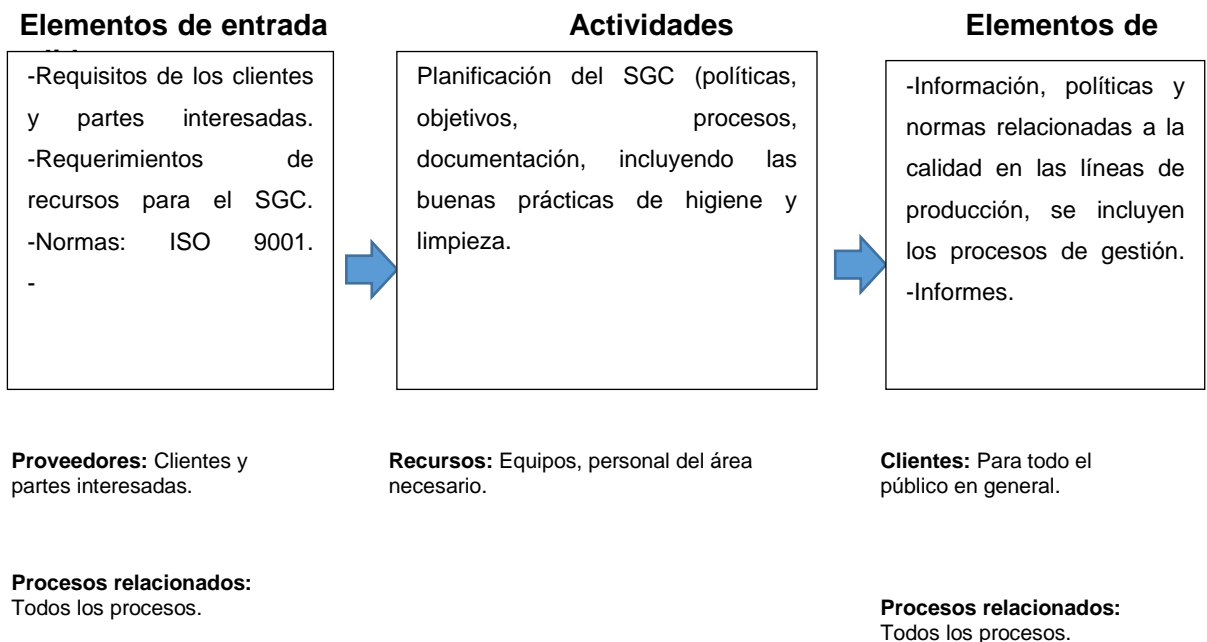 Elementos de entrada
Actividades
Elementos de
-Requisitos de los clientes
y partes interesadas.
-Requerimientos de
recursos para el SGC.
-Normas: ISO 9001.
-
Planificación del SGC (políticas,
objetivos, procesos,
documentación, incluyendo las
buenas prácticas de higiene y
limpieza.
-Información, políticas y
normas relacionadas a la
calidad en las líneas de
producción, se incluyen
los procesos de gestión.
-Informes.
Proveedores: Clientes y
partes interesadas.
Recursos: Equipos, personal del área
necesario.
Clientes: Para todo el
público en general.
Procesos relacionados:
Todos los procesos.
Procesos relacionados:
Todos los procesos.